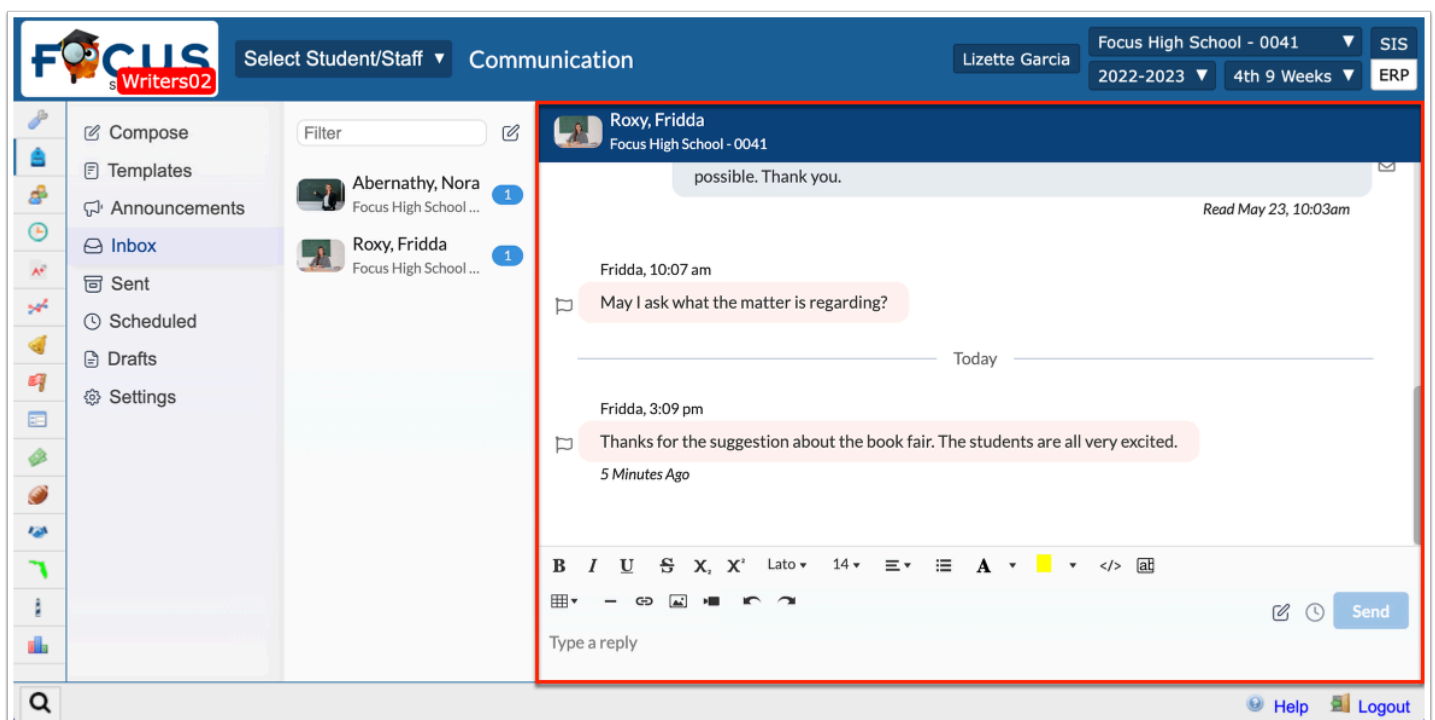 FOCUS
S
Writers02
Select Student/Staff ▼
Communication
Lizette Garcia
Focus High School - 0041 ▼
2022-2023 ▼
4th 9 Weeks ▼
SIS
ERP
Compose
Templates
Announcements
Inbox
Sent
Scheduled
Drafts
Settings
Filter
Abernathy, Nora
Focus High School ...
1
Roxy, Fridda
Focus High School ...
1
Roxy, Fridda
Focus High School - 0041
possible. Thank you.
Read May 23, 10:03am
Fridda, 10:07 am
May I ask what the matter is regarding?
Today
Fridda, 3:09 pm
Thanks for the suggestion about the book fair. The students are all very excited.
5 Minutes Ago
B I U S X, X² Lato ▾ 14 ▾ A ▾ </> ab
Send
Type a reply
Help
Logout